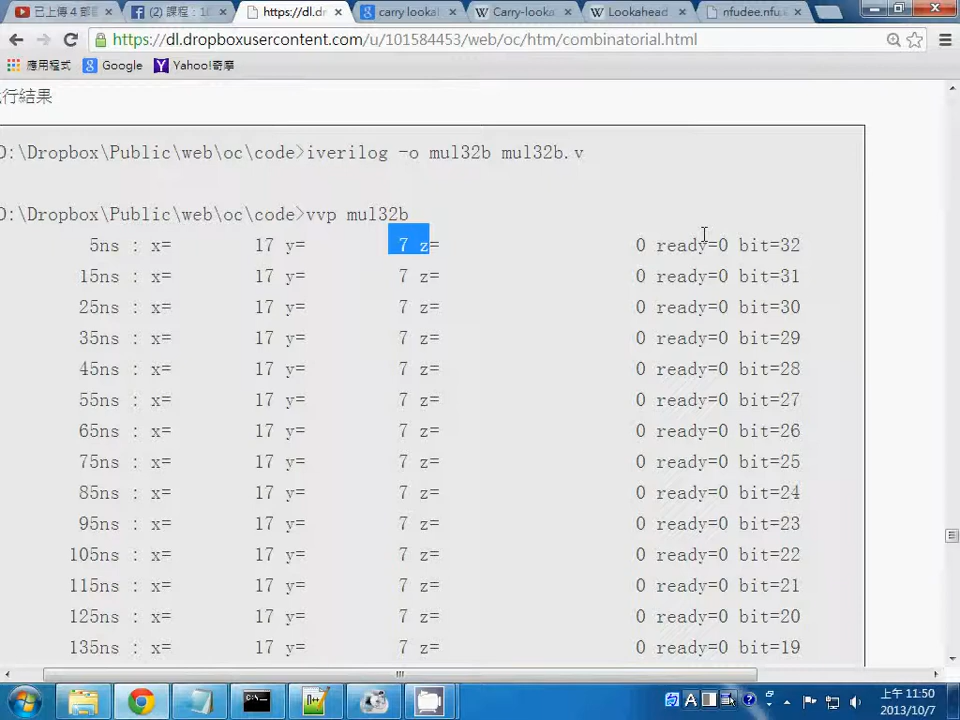 已上傳 4 部
(2) 課程：10
https://dl.dr
carry looka
Carry-looka
Lookahead
nfudee.nfu
https://dl.dropboxusercontent.com/u/101584453/web/oc/htm/combinatorial.html
應用程式 Google Yahoo!奇摩
行結果
D:\Dropbox\Public\web\oc\code>iverilog -o mul32b mul32b.v
D:\Dropbox\Public\web\oc\code>vvp mul32b
5ns : x= 17 y= 7 z= 0 ready=0 bit=32
15ns : x= 17 y= 7 z= 0 ready=0 bit=31
25ns : x= 17 y= 7 z= 0 ready=0 bit=30
35ns : x= 17 y= 7 z= 0 ready=0 bit=29
45ns : x= 17 y= 7 z= 0 ready=0 bit=28
55ns : x= 17 y= 7 z= 0 ready=0 bit=27
65ns : x= 17 y= 7 z= 0 ready=0 bit=26
75ns : x= 17 y= 7 z= 0 ready=0 bit=25
85ns : x= 17 y= 7 z= 0 ready=0 bit=24
95ns : x= 17 y= 7 z= 0 ready=0 bit=23
105ns : x= 17 y= 7 z= 0 ready=0 bit=22
115ns : x= 17 y= 7 z= 0 ready=0 bit=21
125ns : x= 17 y= 7 z= 0 ready=0 bit=20
135ns : x= 17 y= 7 z= 0 ready=0 bit=19
上午 11:50
2013/10/7